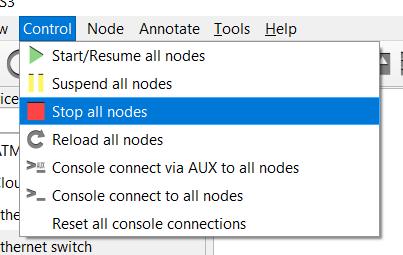 S3
w Control Node Annotate Tools Help
Start/Resume all nodes
Suspend all nodes
Stop all nodes
Reload all nodes
Console connect via AUX to all nodes
Console connect to all nodes
Reset all console connections
ice
ATM
Clou
the
thernet switch